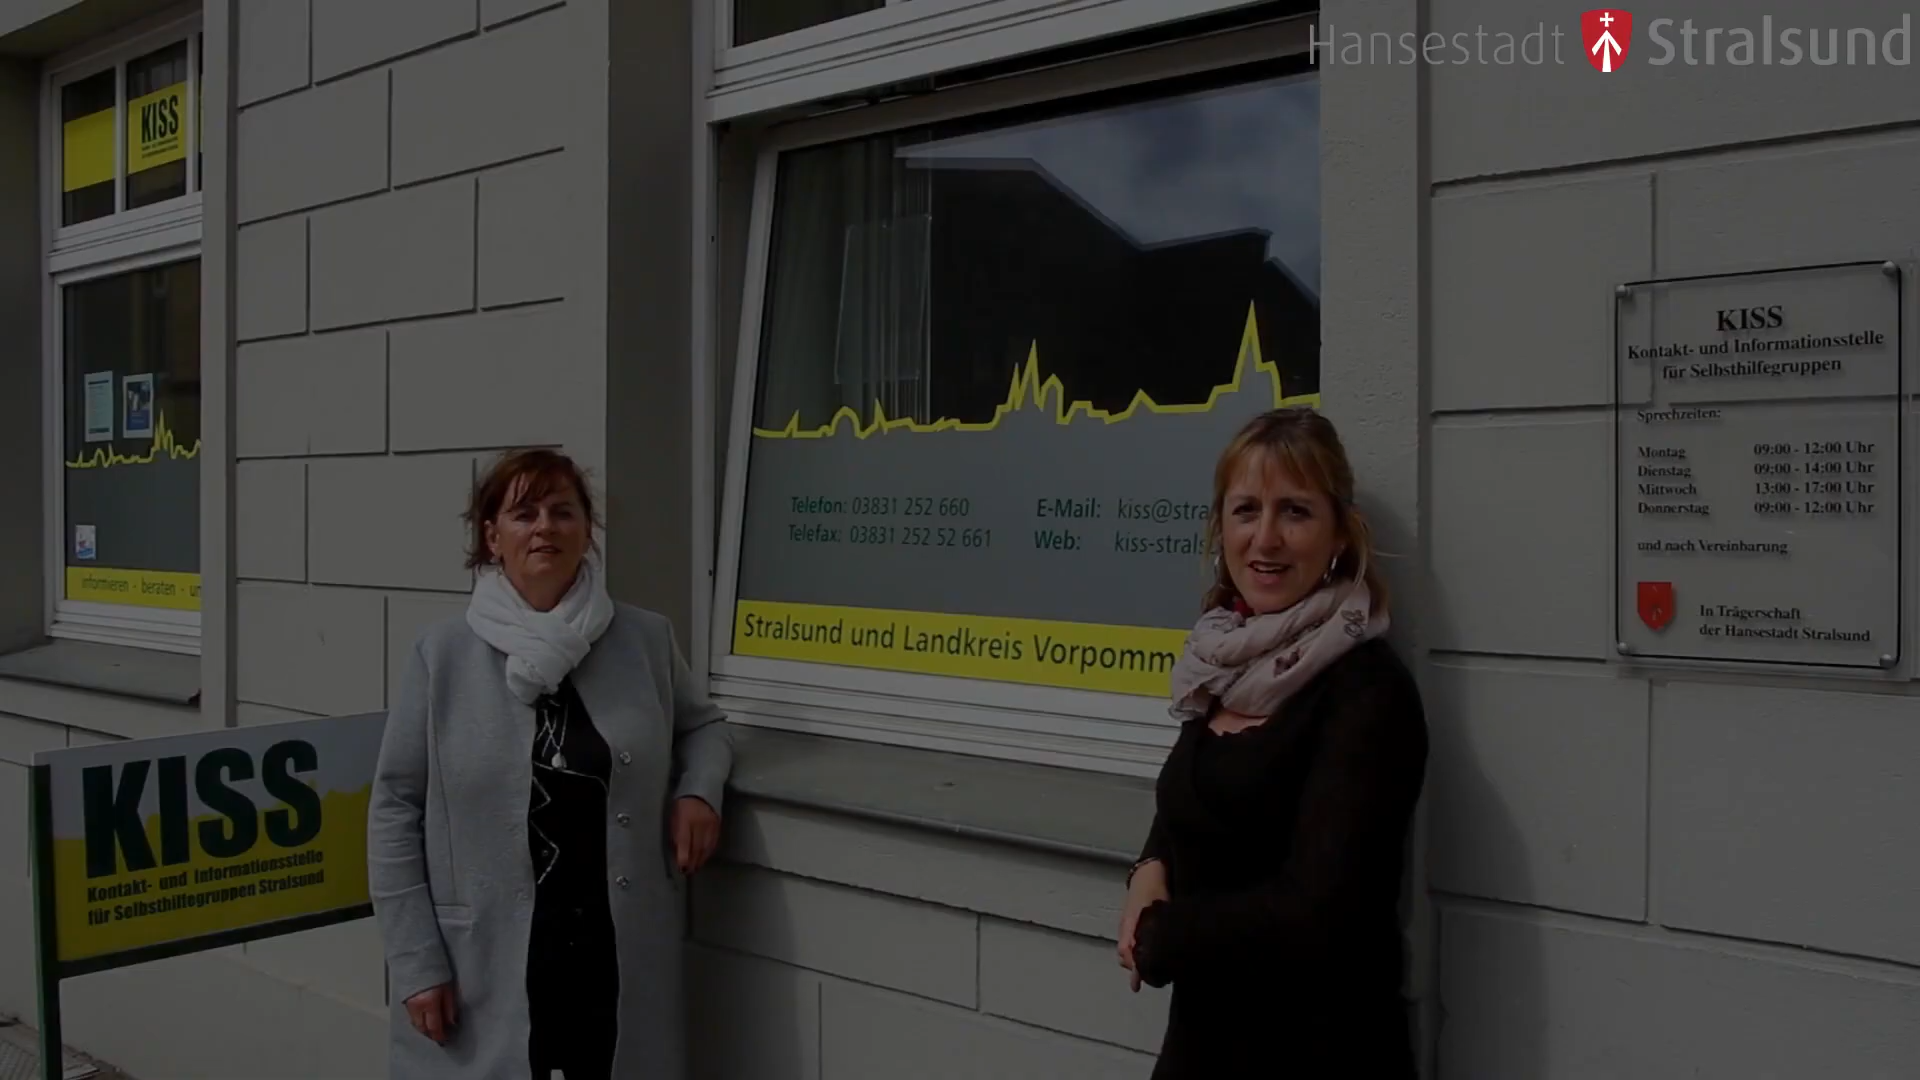 Hansestadt Stralsund
KISS
KISS
Kontakt- und Informationsstelle
für Selbsthilfegruppen
Sprechzeiten:
Montag 09:00 - 12:00 Uhr
Dienstag 09:00 - 14:00 Uhr
Mittwoch 13:00 - 17:00 Uhr
Donnerstag 09:00 - 12:00 Uhr
und nach Vereinbarung
In Trägerschaft
der Hansestadt Stralsund
Telefon: 03831 252 660 E-Mail: kiss@stra
Telefax: 03831 252 52 661 Web: kiss-strals
informieren - beraten - un
Stralsund und Landkreis Vorpomm
KISS
Kontakt- und Informationsstelle
für Selbsthilfegruppen Stralsund